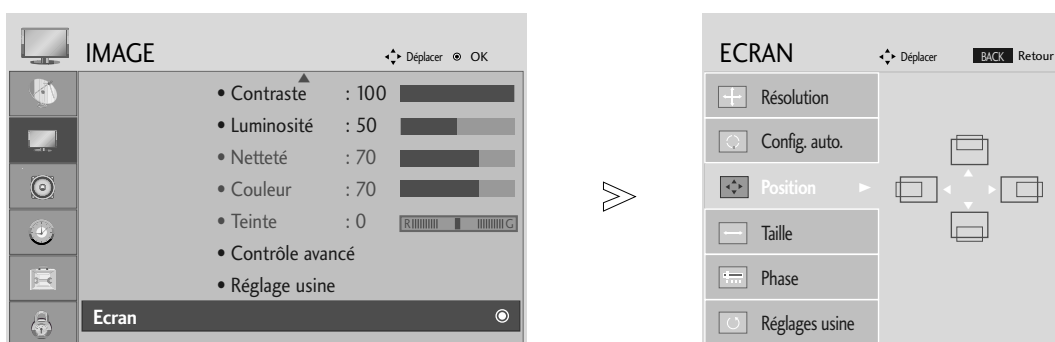 IMAGE
Déplacer OK
• Contraste : 100
• Luminosité : 50
• Netteté : 70
• Couleur : 70
• Teinte : 0 R G
• Contrôle avancé
• Réglage usine
Ecran
ECRAN
Déplacer BACK Retour
Résolution
Config. auto.
Position
Taille
Phase
Réglages usine